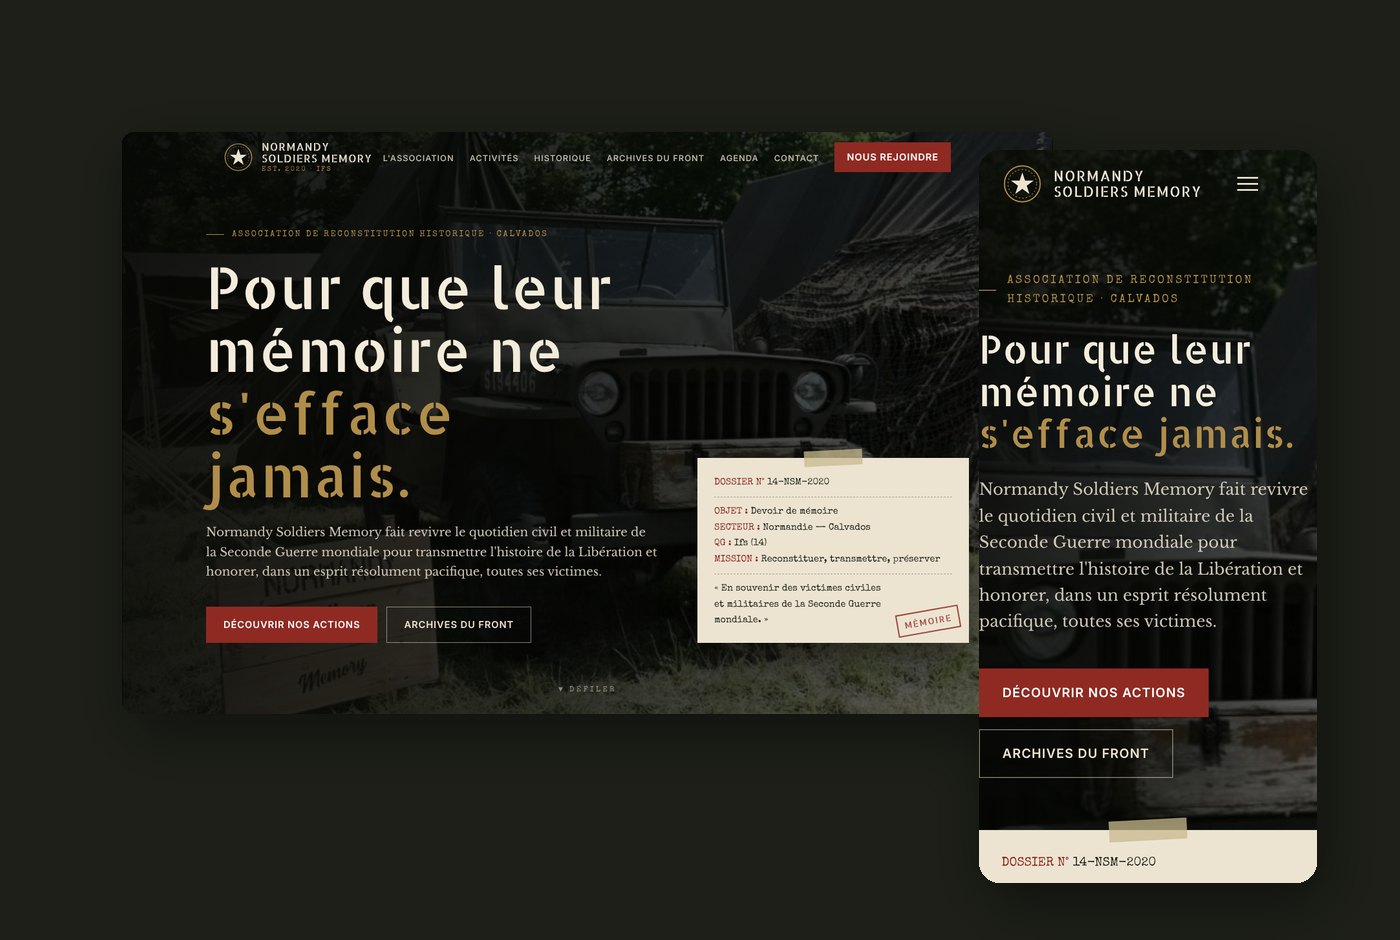 NORMANDY
SOLDIERS MEMORY
EST. 2020 · IFS
L'ASSOCIATION ACTIVITÉS HISTORIQUE ARCHIVES DU FRONT AGENDA CONTACT NOUS REJOINDRE
ASSOCIATION DE RECONSTITUTION HISTORIQUE · CALVADOS
Pour que leur
mémoire ne
s'efface
jamais.
Normandy Soldiers Memory fait revivre le quotidien civil et militaire de
la Seconde Guerre mondiale pour transmettre l'histoire de la Libération et
honorer, dans un esprit résolument pacifique, toutes ses victimes.
DÉCOUVRIR NOS ACTIONS ARCHIVES DU FRONT
Memory
▼ DÉFILER
DOSSIER N° 14-NSM-2020
OBJET : Devoir de mémoire
SECTEUR : Normandie — Calvados
QG : Ifs (14)
MISSION : Reconstituer, transmettre, préserver
« En souvenir des victimes civiles
et militaires de la Seconde Guerre
mondiale. »
MÉMOIRE
NORMANDY
SOLDIERS MEMORY
ASSOCIATION DE RECONSTITUTION
HISTORIQUE · CALVADOS
Pour que leur
mémoire ne
s'efface jamais.
Normandy Soldiers Memory fait revivre
le quotidien civil et militaire de la
Seconde Guerre mondiale pour
transmettre l'histoire de la Libération et
honorer, dans un esprit résolument
pacifique, toutes ses victimes.
DÉCOUVRIR NOS ACTIONS
ARCHIVES DU FRONT
DOSSIER N° 14-NSM-2020